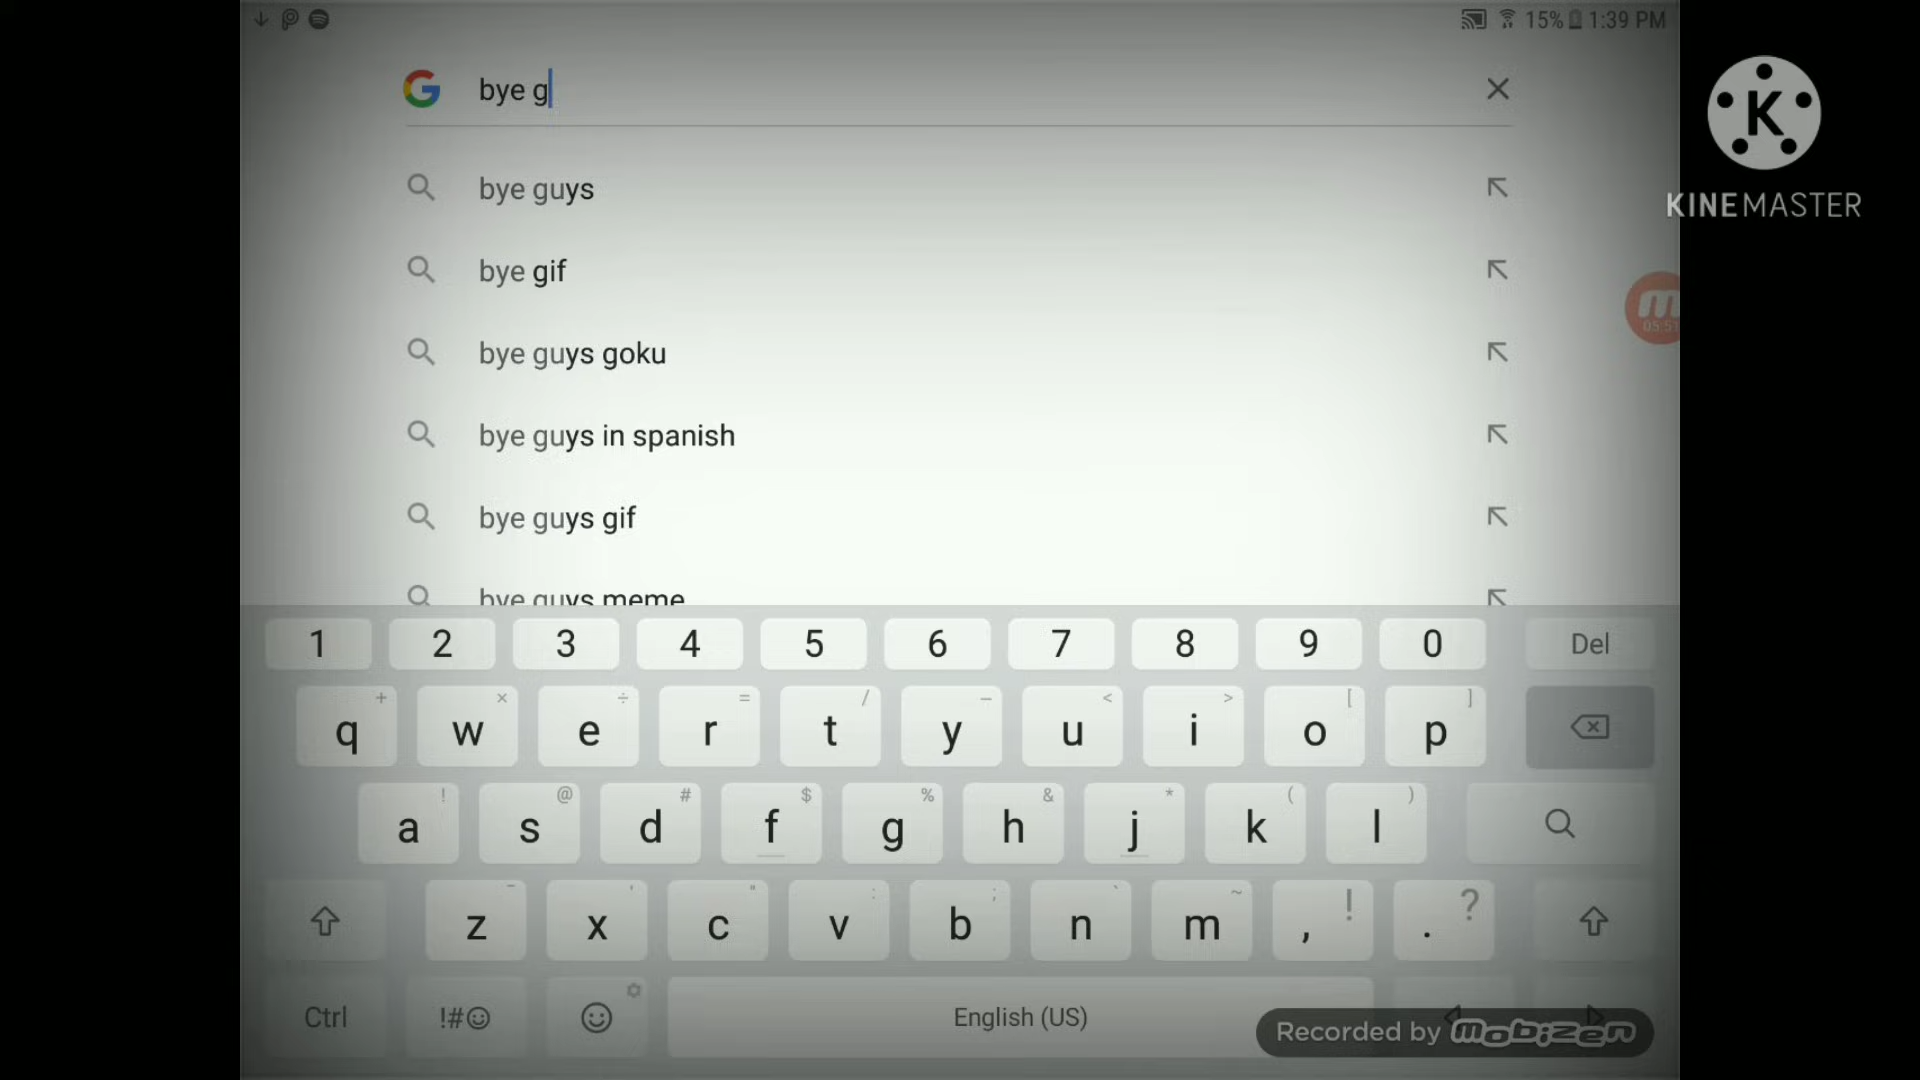 15% 1:39 PM
bye g
K
KINEMASTER
bye guys
bye gif
05:51
bye guys goku
bye guys in spanish
bye guys gif
bye guys meme
1 2 3 4 5 6 7 8 9 0 Del
+ × ÷ = / - < > [ ]
q w e r t y u i o p
! @ # $ % & * ( )
a s d f g h j k l
- ' " : ; ` ~ ! ?
z x c v b n m , .
Ctrl !#☺ English (US)
Recorded by mobizen